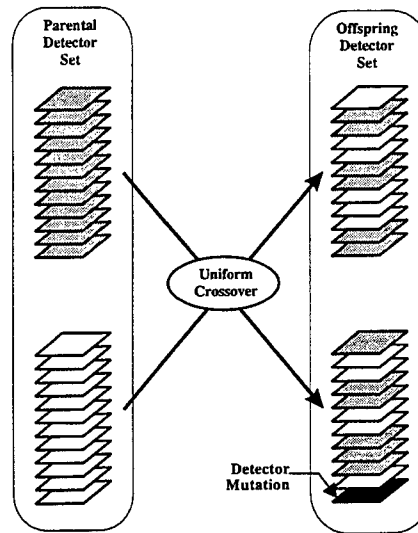 Parental
Detector
Set
Offspring
Detector
Set
Uniform
Crossover
Detector
Mutation